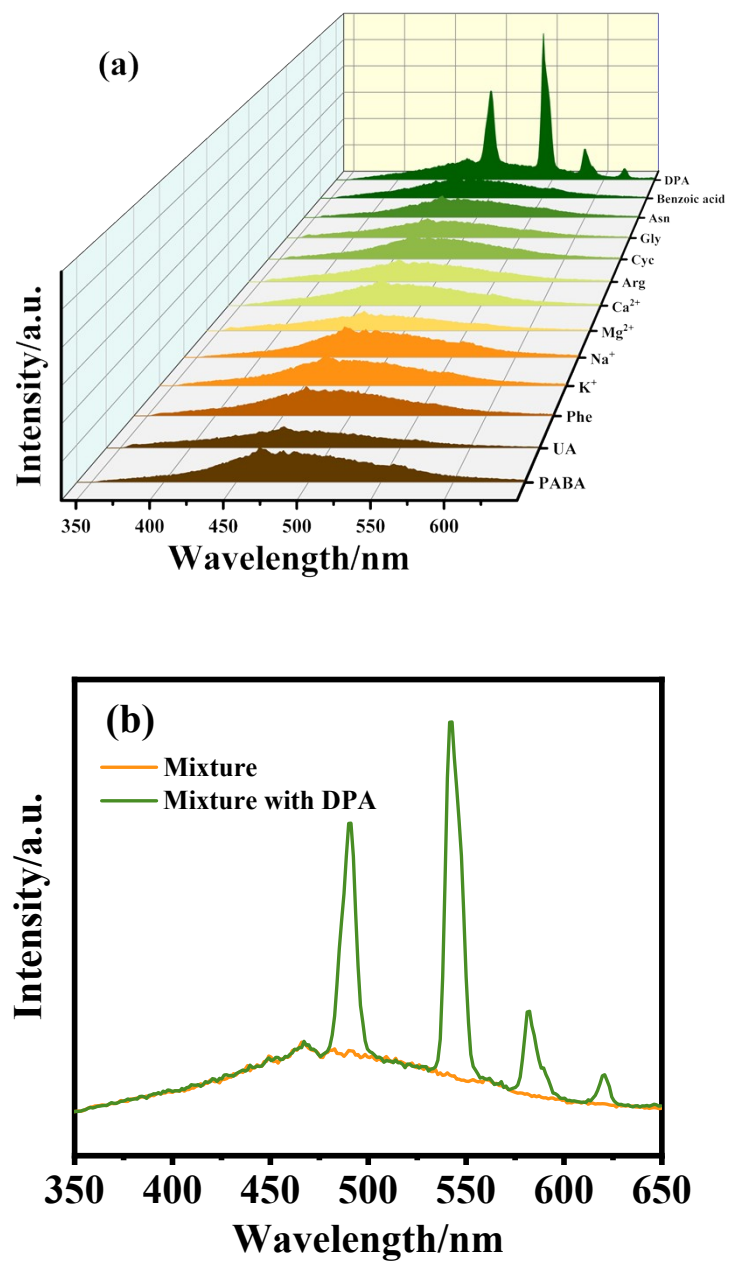 (a)
DPA
Benzoic acid
Asn
Gly
Cyc
Arg
Ca²⁺
Mg²⁺
Na⁺
K⁺
Phe
UA
PABA
Intensity/a.u.
350 400 450 500 550 600
Wavelength/nm
(b)
Mixture
Mixture with DPA
Intensity/a.u.
350 400 450 500 550 600 650
Wavelength/nm